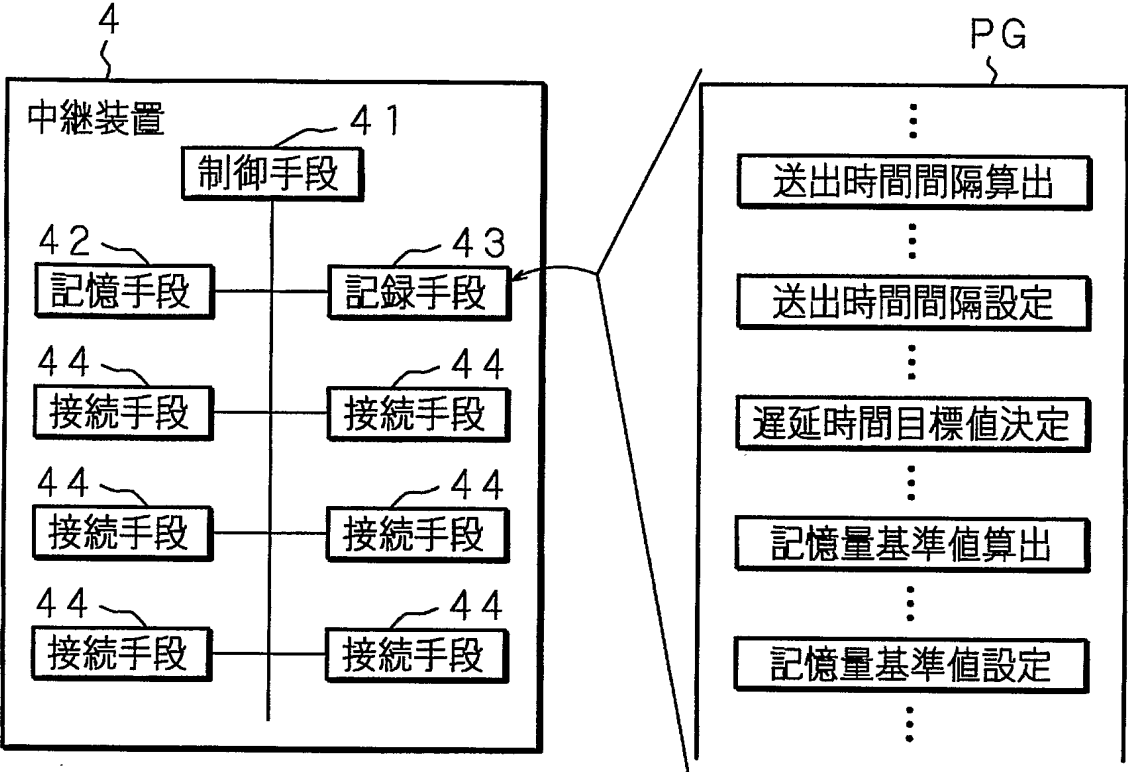 4
中継装置
41
制御手段
42
記憶手段
43
記録手段
44
接続手段
44
接続手段
44
接続手段
44
接続手段
44
接続手段
44
接続手段
PG
送出時間間隔算出
送出時間間隔設定
遅延時間目標値決定
記憶量基準値算出
記憶量基準値設定